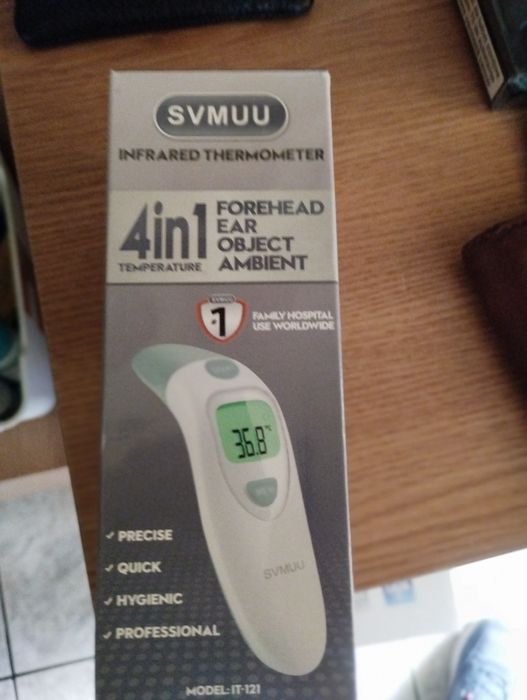 SVMUU
INFRARED THERMOMETER
4in1
TEMPERATURE
FOREHEAD
EAR
OBJECT
AMBIENT
SVMUU
1
FAMILY HOSPITAL
USE WORLDWIDE
36.8°C
SVMUU
✓ PRECISE
✓ QUICK
✓ HYGIENIC
✓ PROFESSIONAL
MODEL: IT-121